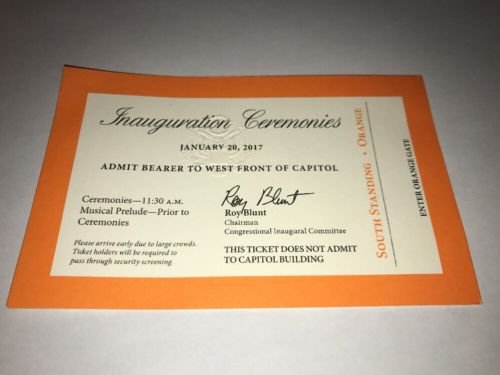 Inauguration Ceremonies
JANUARY 20, 2017
ADMIT BEARER TO WEST FRONT OF CAPITOL
Ceremonies—11:30 A.M.
Musical Prelude—Prior to
Ceremonies
Please arrive early due to large crowds.
Ticket holders will be required to
pass through security screening.
Roy Blunt
Roy Blunt
Chairman
Congressional Inaugural Committee
THIS TICKET DOES NOT ADMIT
TO CAPITOL BUILDING
SOUTH STANDING • ORANGE
ENTER ORANGE GATE